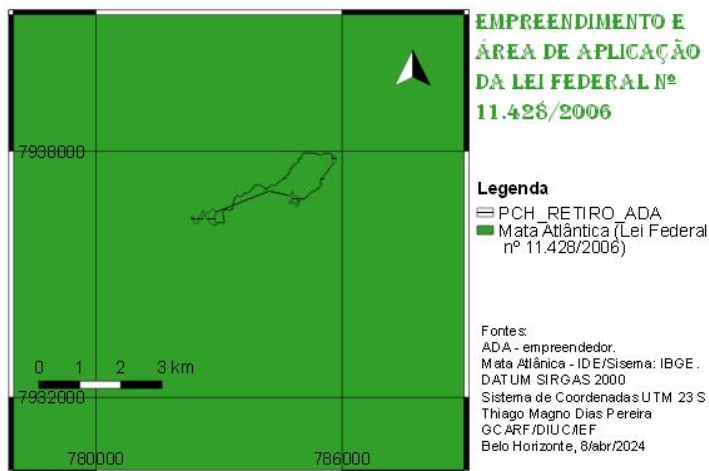 EMPREENDIMENTO E
ÁREA DE APLICAÇÃO
DA LEI FEDERAL Nº
11.428/2006
7938000
Legenda
PCH_RETIRO_ADA
Mata Atlântica (Lei Federal
nº 11.428/2006)
0 1 2 3 km
7932000
780000 786000
Fontes:
ADA - empreendedor.
Mata Atlânica - IDE/Sisema: IBGE.
DATUM SIRGAS 2000
Sistema de Coordenadas UTM 23 S
Thiago Magno Dias Pereira
GCARF/DIUC/IEF
Belo Horizonte, 8/abr/2024